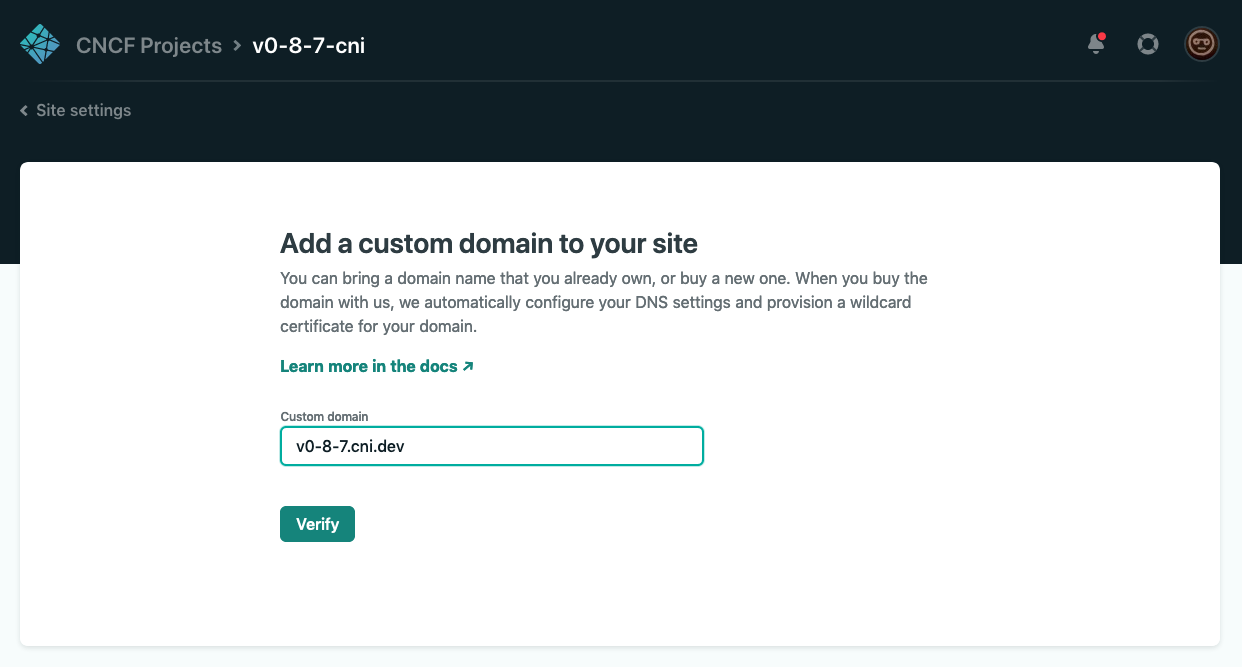 CNCF Projects > v0-8-7-cni
Site settings
Add a custom domain to your site
You can bring a domain name that you already own, or buy a new one. When you buy the
domain with us, we automatically configure your DNS settings and provision a wildcard
certificate for your domain.
Learn more in the docs
Custom domain
v0-8-7.cni.dev
Verify